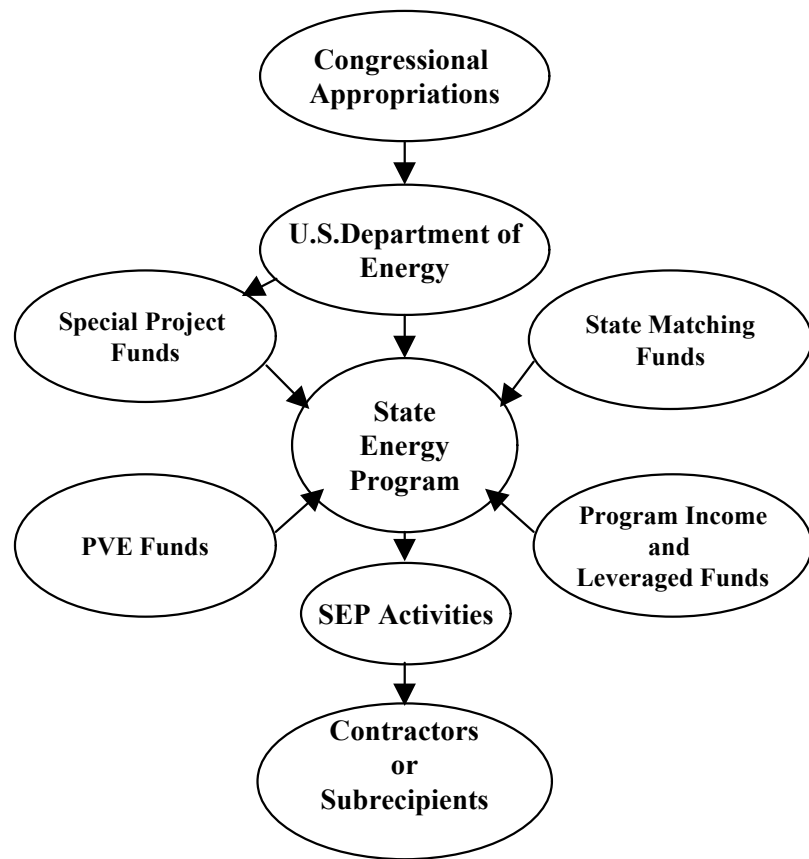 Congressional
Appropriations
U.S.Department of
Energy
Special Project
Funds
State Matching
Funds
State
Energy
Program
PVE Funds
Program Income
and
Leveraged Funds
SEP Activities
Contractors
or
Subrecipients